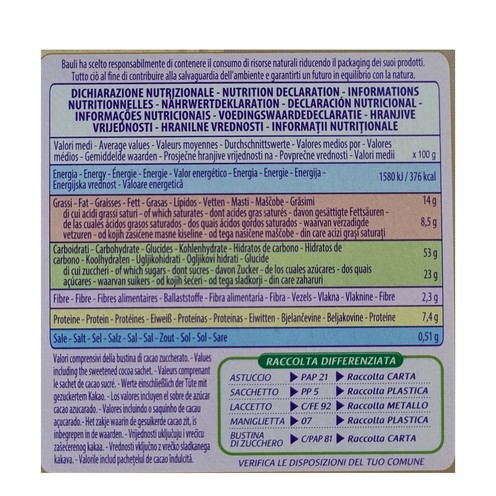 Bauli ha scelto responsabilmente di contenere il consumo di risorse naturali riducendo il packaging dei suoi prodotti.
Tutto ciò al fine di contribuire alla salvaguardia dell'ambiente e garantirti un futuro in equilibrio con la natura.
DICHIARAZIONE NUTRIZIONALE - NUTRITION DECLARATION - INFORMATIONS
NUTRITIONNELLES - NÄHRWERTDEKLARATION - DECLARACIÓN NUTRICIONAL -
INFORMAÇÕES NUTRICIONAIS - VOEDINGSWAARDEDECLARATIE - HRANJIVE
VRIJEDNOSTI - HRANILNE VREDNOSTI - INFORMAȚII NUTRIȚIONALE
Valori medi - Average values - Valeurs moyennes - Durchschnittswerte - Valores medios por - Valores
médios - Gemiddelde waarden - Prosječne hranjive vrijednosti na - Povprečne vrednosti - Valori medii x 100 g
Energia - Energy - Énergie - Energie - Valor energético - Energia - Energie - Energija -
Energijska vrednost - Valoare energetică 1580 kJ / 376 kcal
Grassi - Fat - Graisses - Fett - Grasas - Lípidos - Vetten - Masti - Maščobe - Grăsimi 14 g
di cui acidi grassi saturi - of which saturates - dont acides gras saturés - davon gesättigte Fettsäuren -
de las cuales ácidos grasos saturados - dos quais ácidos gordos saturados - waarvan verzadigde
vetzuren - od kojih zasićene masne kiseline - od tega nasičene maščobe - din care acizi grași saturați 8,5 g
Carboidrati - Carbohydrate - Glucides - Kohlenhydrate - Hidratos de carbono - Hidratos de
carbono - Koolhydraten - Ugljikohidrati - Ogljikovi hidrati - Glucide 53 g
di cui zuccheri - of which sugars - dont sucres - davon Zucker - de los cuales azúcares - dos quais
açúcares - waarvan suikers - od kojih šećeri - od tega sladkorji - din care zaharuri 23 g
Fibre - Fibre - Fibres alimentaires - Ballaststoffe - Fibra alimentaria - Fibra - Vezels - Vlakna - Vlaknine - Fibre 2,3 g
Proteine - Protein - Protéines - Eiweiß - Proteínas - Proteínas - Eiwitten - Bjelančevine - Beljakovine - Proteine 7,4 g
Sale - Salt - Sel - Salz - Sal - Sal - Zout - Sol - Sol - Sare 0,51 g
Valori comprensivi della bustina di cacao zuccherato. - Values
including the sweetened cocoa sachet. - Valeurs comprenant
le sachet de cacao sucré. - Werte einschließlich der Tüte mit
gezuckertem Kakao. - Los valores incluyen el sobre de azúcar
cacao azucarado. - Valores incluindo o saquinho de cacau
açucarado. - Het zakje waarin de gesuikerde cacao zit, is
inbegrepen in de waarden. - Vrijednosti uključuju i vrećicu
zašećerenog kakaa. - Vrednosti vključno z vrečko sladkanega
kakava. - Valorile includ pachețelul de cacao îndulcită.
RACCOLTA DIFFERENZIATA
ASTUCCIO PAP 21 Raccolta CARTA
SACCHETTO PP 5 Raccolta PLASTICA
LACCETTO C/FE 92 Raccolta METALLO
MANIGLIETTA 07 Raccolta PLASTICA
BUSTINA
DI ZUCCHERO C/PAP 81 Raccolta CARTA
VERIFICA LE DISPOSIZIONI DEL TUO COMUNE